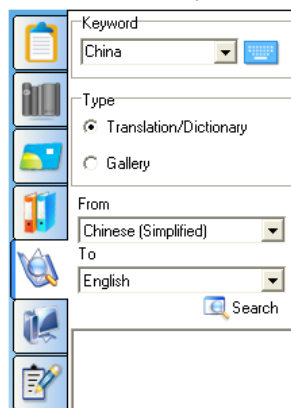 Keyword
China
Type
Translation/Dictionary
Gallery
From
Chinese (Simplified)
To
English
Search